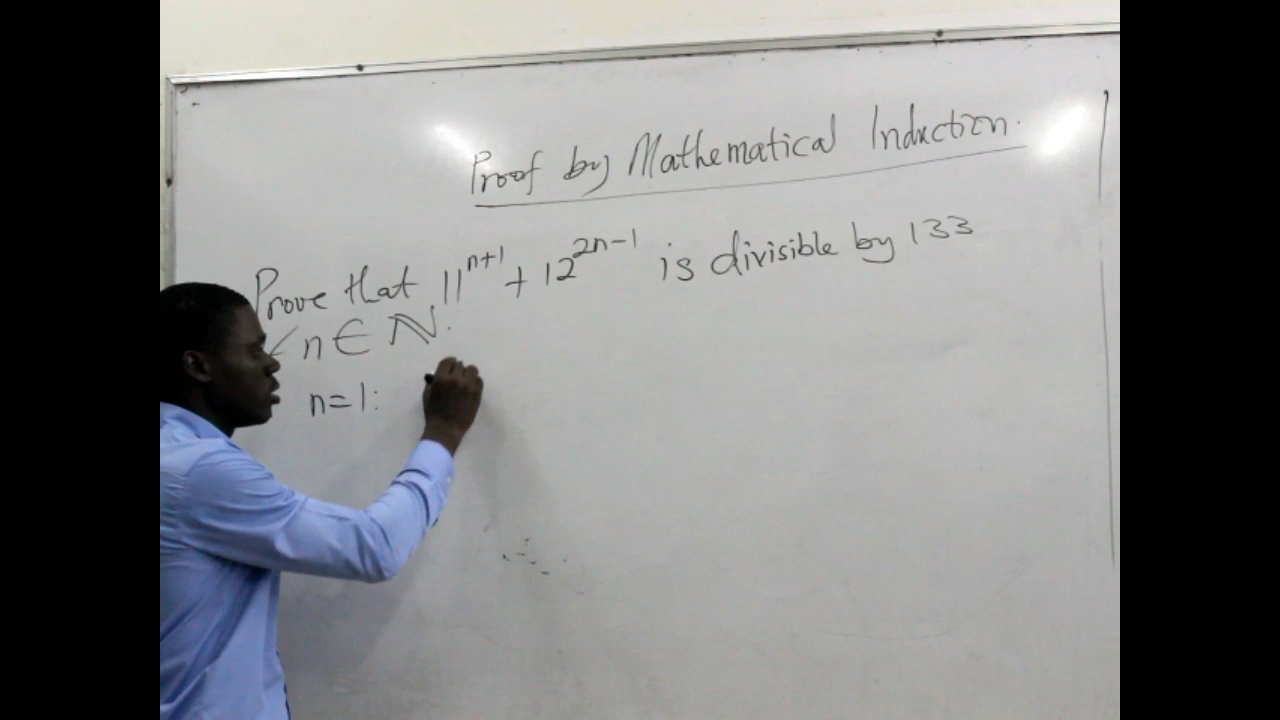 Proof by Mathematical Induction.
Prove that 11^{n+1} + 12^{2n-1} is divisible by 133
∀ n ∈ ℕ.
n=1: